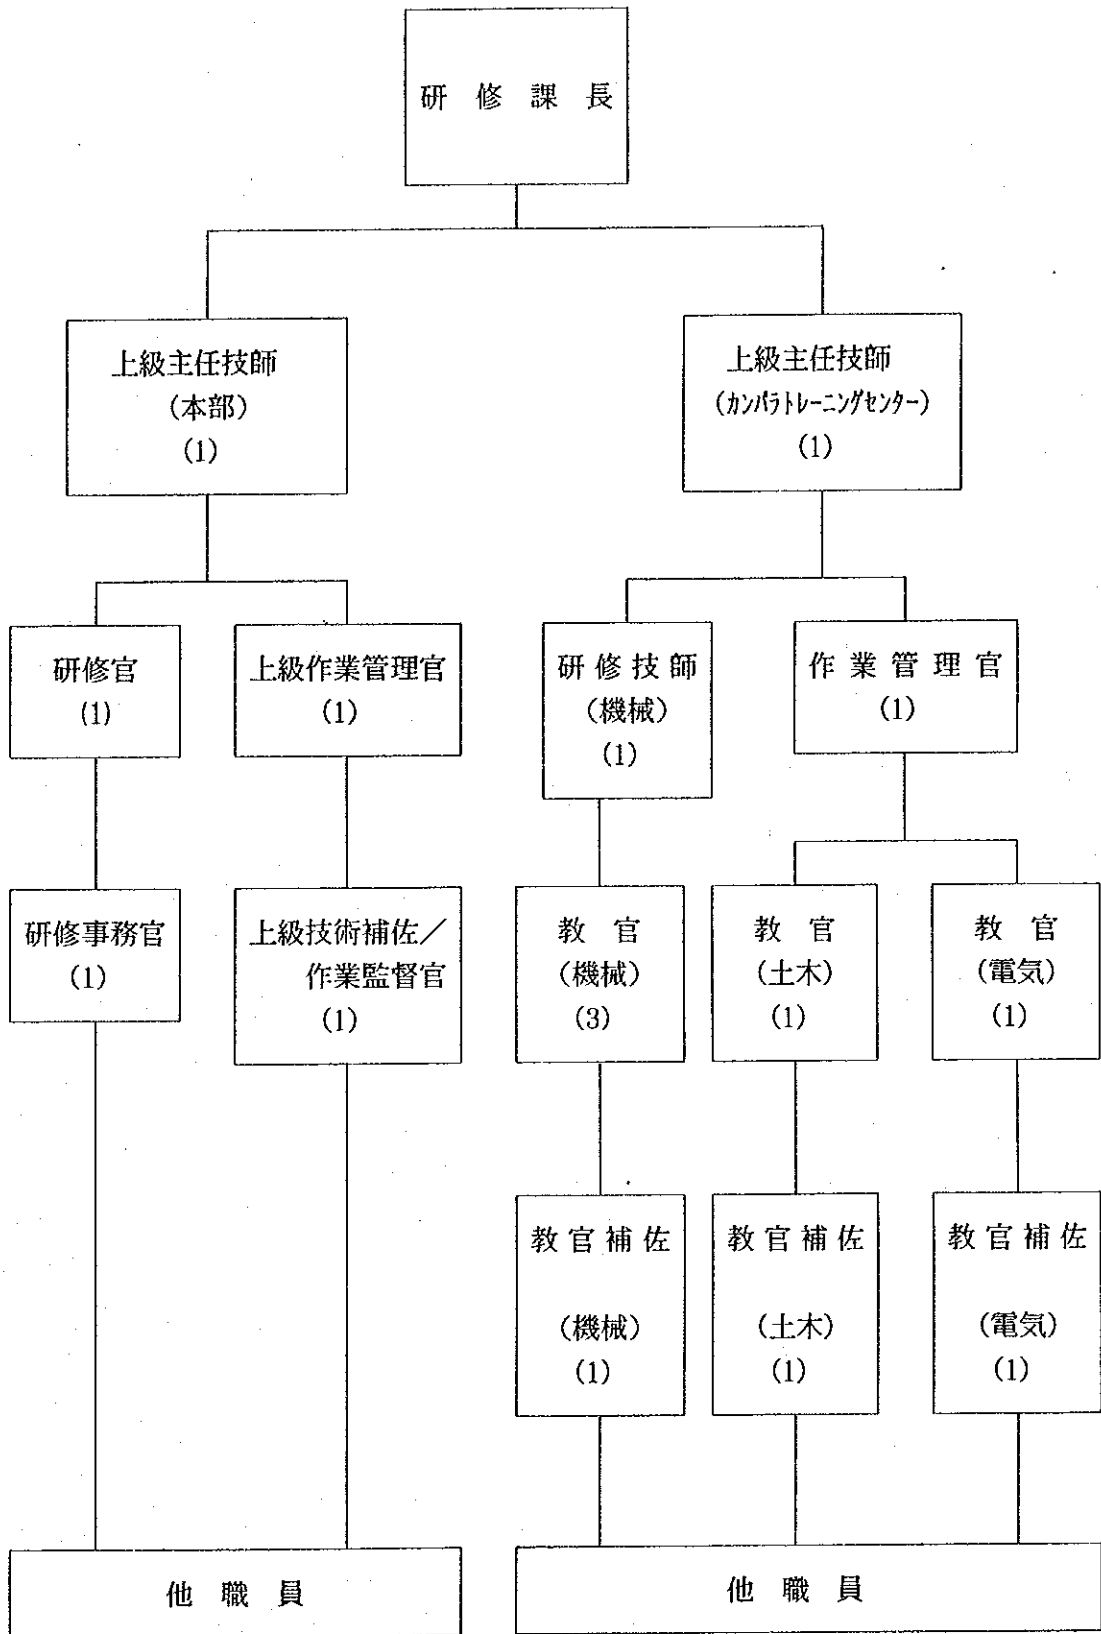 研修課長
上級主任技師
(本部)
(1)
上級主任技師
(カンパラトレーニングセンター)
(1)
研修官
(1)
上級作業管理官
(1)
研修技師
(機械)
(1)
作業管理官
(1)
研修事務官
(1)
上級技術補佐/
作業監督官
(1)
教官
(機械)
(3)
教官
(土木)
(1)
教官
(電気)
(1)
教官補佐
(機械)
(1)
教官補佐
(土木)
(1)
教官補佐
(電気)
(1)
他職員
他職員